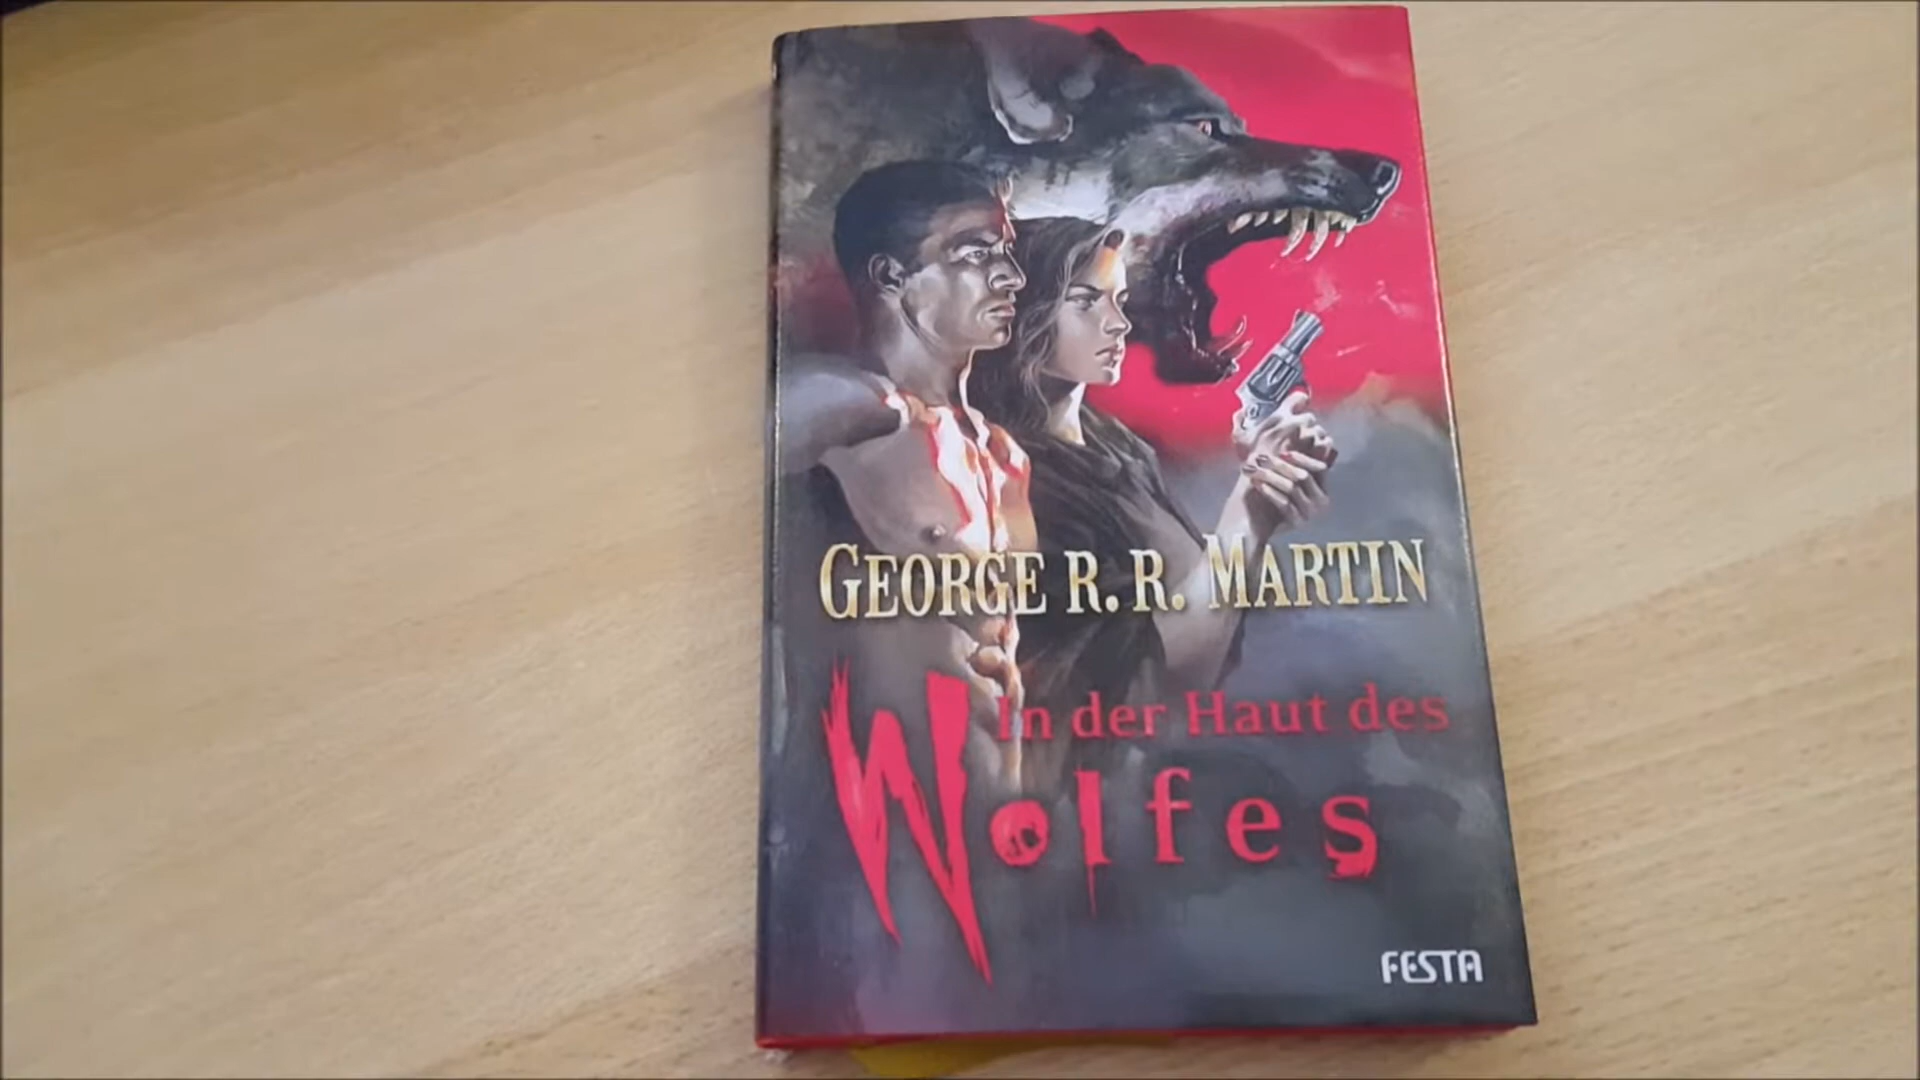 GEORGE R. R. MARTIN
In der Haut des
Wolfes
FESTA